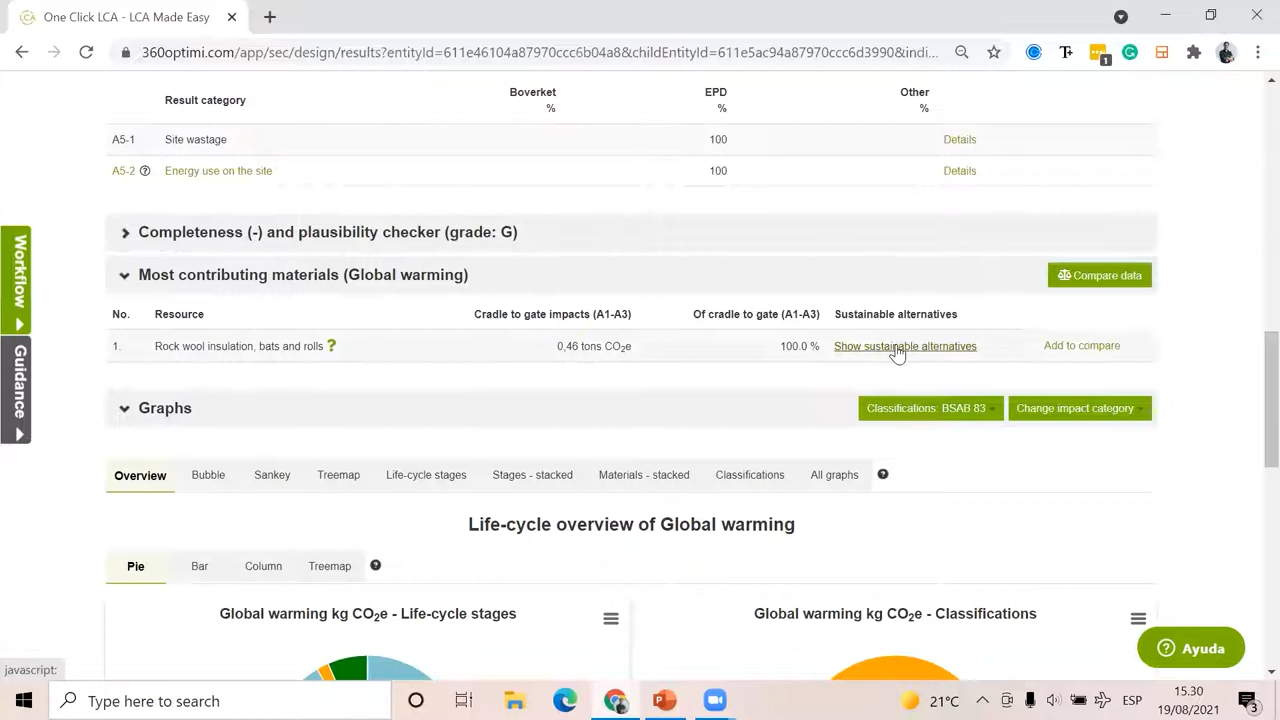 One Click LCA - LCA Made Easy
360optimi.com/app/sec/design/results?entityId=611e46104a87970ccc6b04a8&childEntityId=611e5ac94a87970ccc6d3990&indi...
1
Result category
Boverket %
EPD %
Other %
A5-1 Site wastage 100 Details
A5-2 Energy use on the site 100 Details
Completeness (-) and plausibility checker (grade: G)
Most contributing materials (Global warming)
Compare data
No. Resource Cradle to gate impacts (A1-A3) Of cradle to gate (A1-A3) Sustainable alternatives
1. Rock wool insulation, bats and rolls ? 0,46 tons CO₂e 100.0 % Show sustainable alternatives Add to compare
Workflow
Guidance
Graphs
Classifications: BSAB 83
Change impact category
Overview Bubble Sankey Treemap Life-cycle stages Stages - stacked Materials - stacked Classifications All graphs
Life-cycle overview of Global warming
Pie Bar Column Treemap
Global warming kg CO₂e - Life-cycle stages
Global warming kg CO₂e - Classifications
Ayuda
javascript:
Type here to search
21°C
ESP
15.30
19/08/2021
3